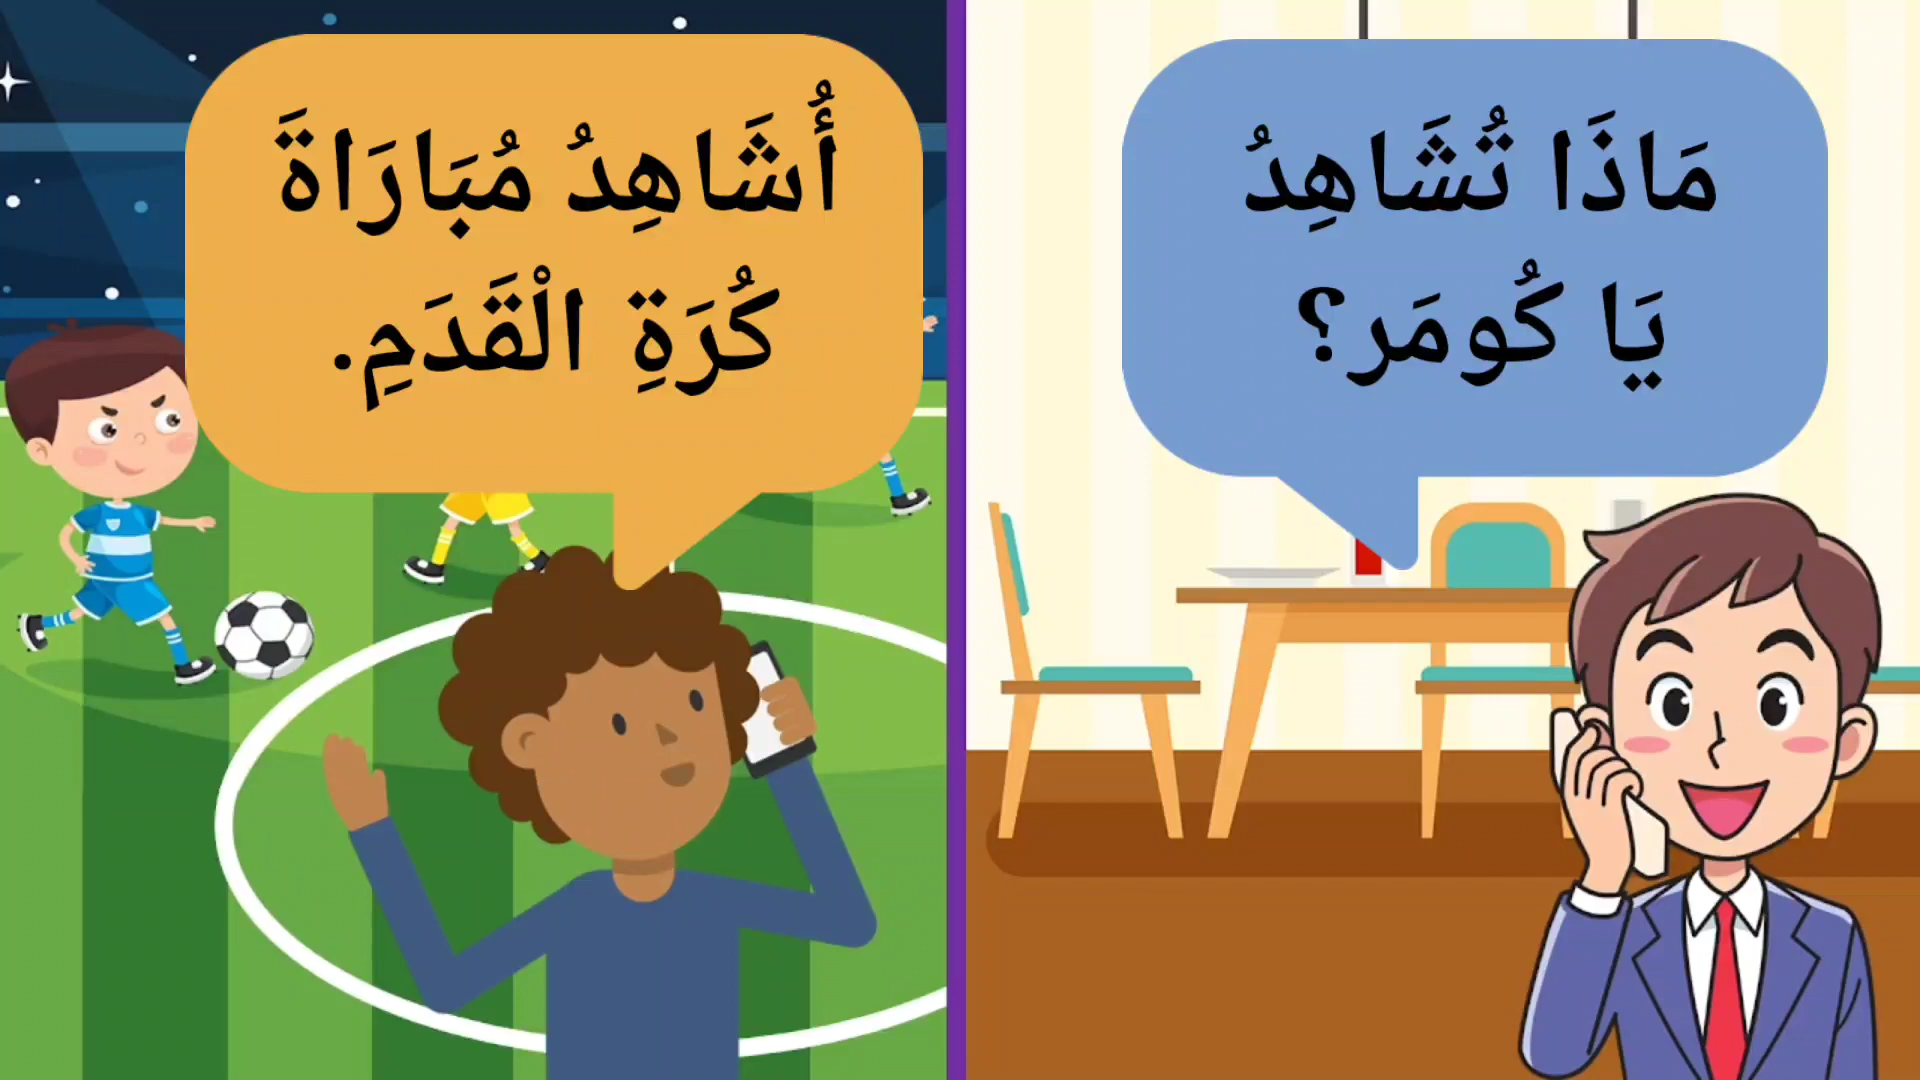 مَاذَا تُشَاهِدُ
يَا كُومَر؟
أُشَاهِدُ مُبَارَاةَ
كُرَةِ الْقَدَمِ.